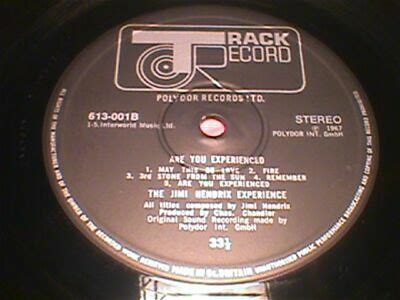 TRACK
RECORD
POLYDOR RECORDS LTD.
613-001B
1-5. Interworld Music Ltd.
STEREO
℗ 1967
POLYDOR INT. GmbH
ARE YOU EXPERIENCED
1. MAY THIS BE LOVE 2. FIRE
3. 3rd STONE FROM THE SUN 4. REMEMBER
5. ARE YOU EXPERIENCED
THE JIMI HENDRIX EXPERIENCE
All titles composed by Jimi Hendrix
Produced by Chas. Chandler
Original Sound Recording made by
Polydor Int. GmbH
33⅓
MADE IN Gt. BRITAIN